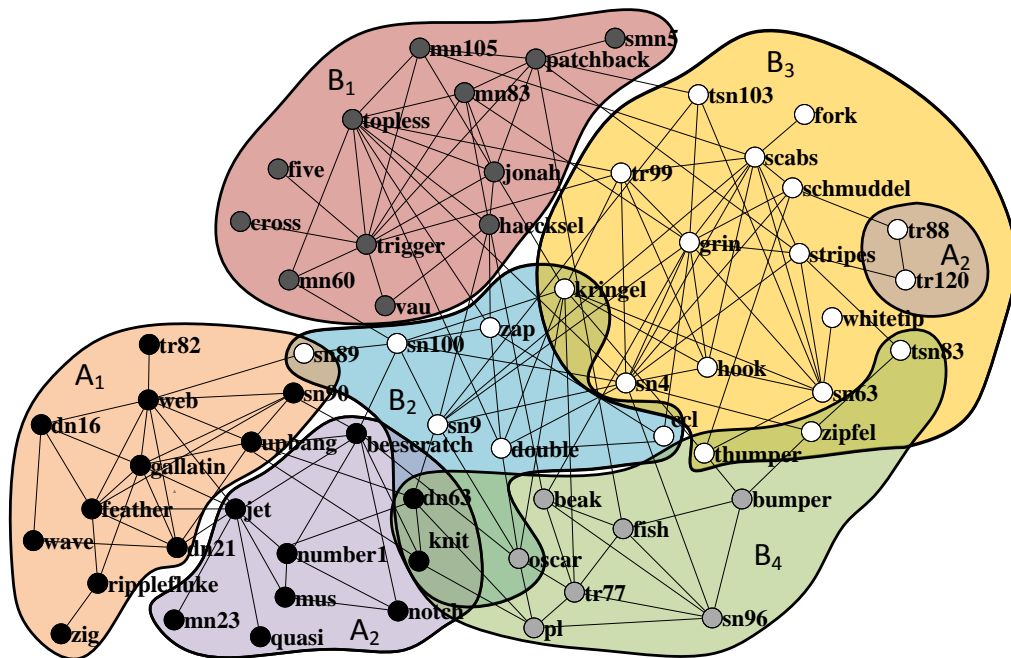 smn5
mn105
patchback
B1
mn83
B3
tsn103
fork
topless
scabs
five
jonah
tr99
schmuddel
cross
haecksel
tr88
trigger
grin
stripes
A2
mn60
kringel
tr120
vau
zap
whitetip
tr82
sn89
sn100
tsn83
A1
hook
web
sn90
B2
sn4
sn63
dn16
upbang
beescratch
sn9
ccl
zipfel
gallatin
double
thumper
feather
jet
dn63
beak
bumper
wave
dn21
number1
knit
oscar
fish
B4
ripplefluke
mus
notch
tr77
zig
mn23
quasi
A2
pl
sn96